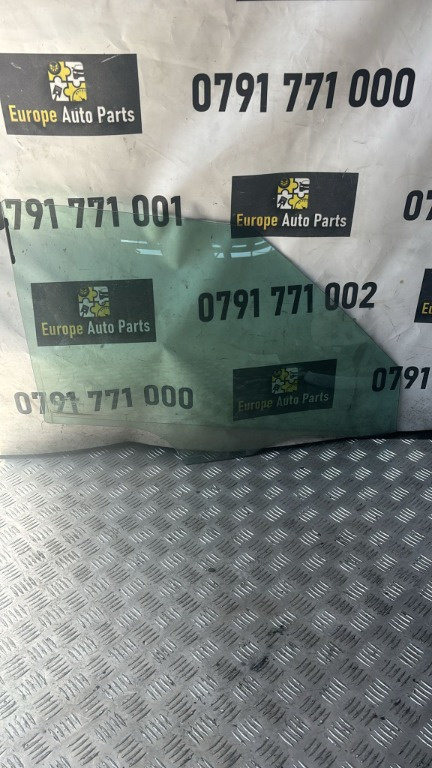 Europe Auto Parts
0791 771 000
0791 771 001
Europe Auto Parts
07
Europe Auto Parts
0791 771 002
E
0791 771 000
Europe Auto Parts
0791